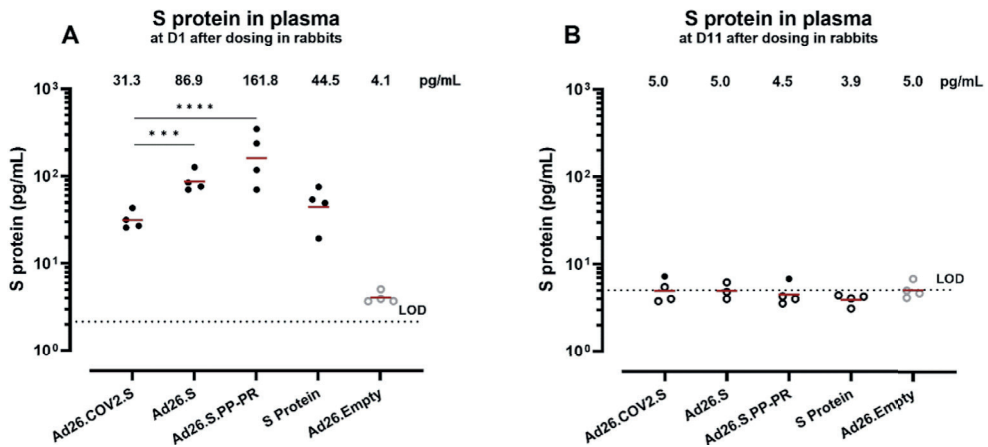 A
S protein in plasma
at D1 after dosing in rabbits
31.3 86.9 161.8 44.5 4.1 pg/mL
****
***
S protein (pg/mL)
10³
10²
10¹
10⁰
LOD
Ad26.COV2.S
Ad26.S
Ad26.S.PP-PR
S Protein
Ad26.Empty
B
S protein in plasma
at D11 after dosing in rabbits
5.0 5.0 4.5 3.9 5.0 pg/mL
S protein (pg/mL)
10³
10²
10¹
10⁰
LOD
Ad26.COV2.S
Ad26.S
Ad26.S.PP-PR
S Protein
Ad26.Empty